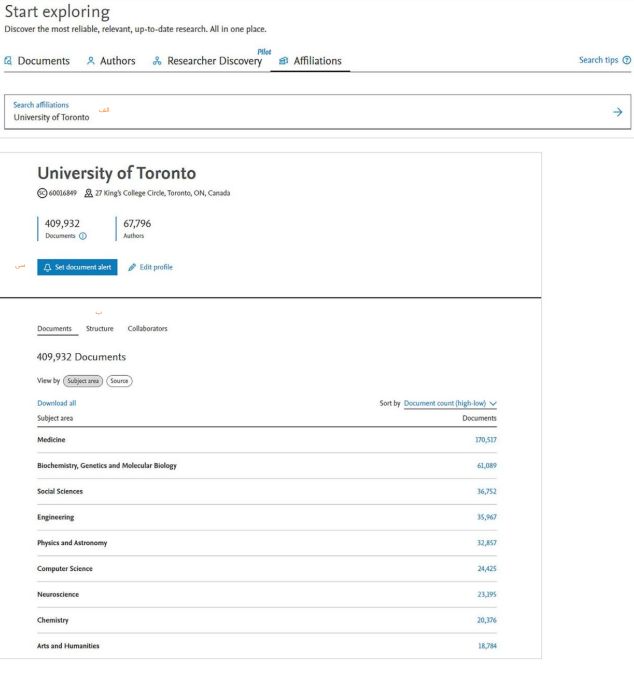 Start exploring
Discover the most reliable, relevant, up-to-date research. All in one place.
Documents Authors Researcher Discovery Pilot Affiliations Search tips
Search affiliations
University of Toronto
الف
University of Toronto
60016849 27 King's College Circle, Toronto, ON, Canada
409,932 67,796
Documents Authors
Set document alert Edit profile
Documents Structure Collaborators
409,932 Documents
View by Subject area Source
Download all Sort by Document count (high-low)
Subject area Documents
Medicine 170,517
Biochemistry, Genetics and Molecular Biology 61,089
Social Sciences 36,752
Engineering 35,967
Physics and Astronomy 32,857
Computer Science 24,425
Neuroscience 23,195
Chemistry 20,376
Arts and Humanities 18,784